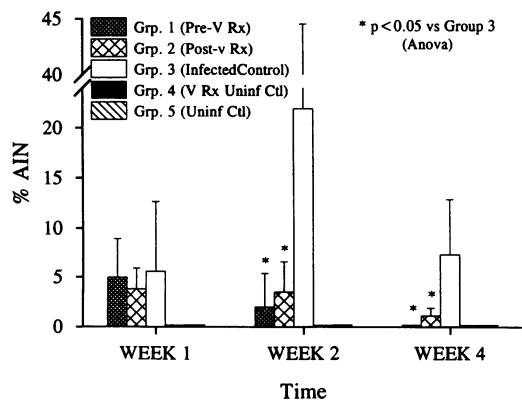 45
40
20
15
10
5
0
% AIN
Grp. 1 (Pre-V Rx)
Grp. 2 (Post-v Rx)
Grp. 3 (InfectedControl)
Grp. 4 (V Rx Uninf Ctl)
Grp. 5 (Uninf Ctl)
* p<0.05 vs Group 3
(Anova)
* *
* *
WEEK 1 WEEK 2 WEEK 4
Time